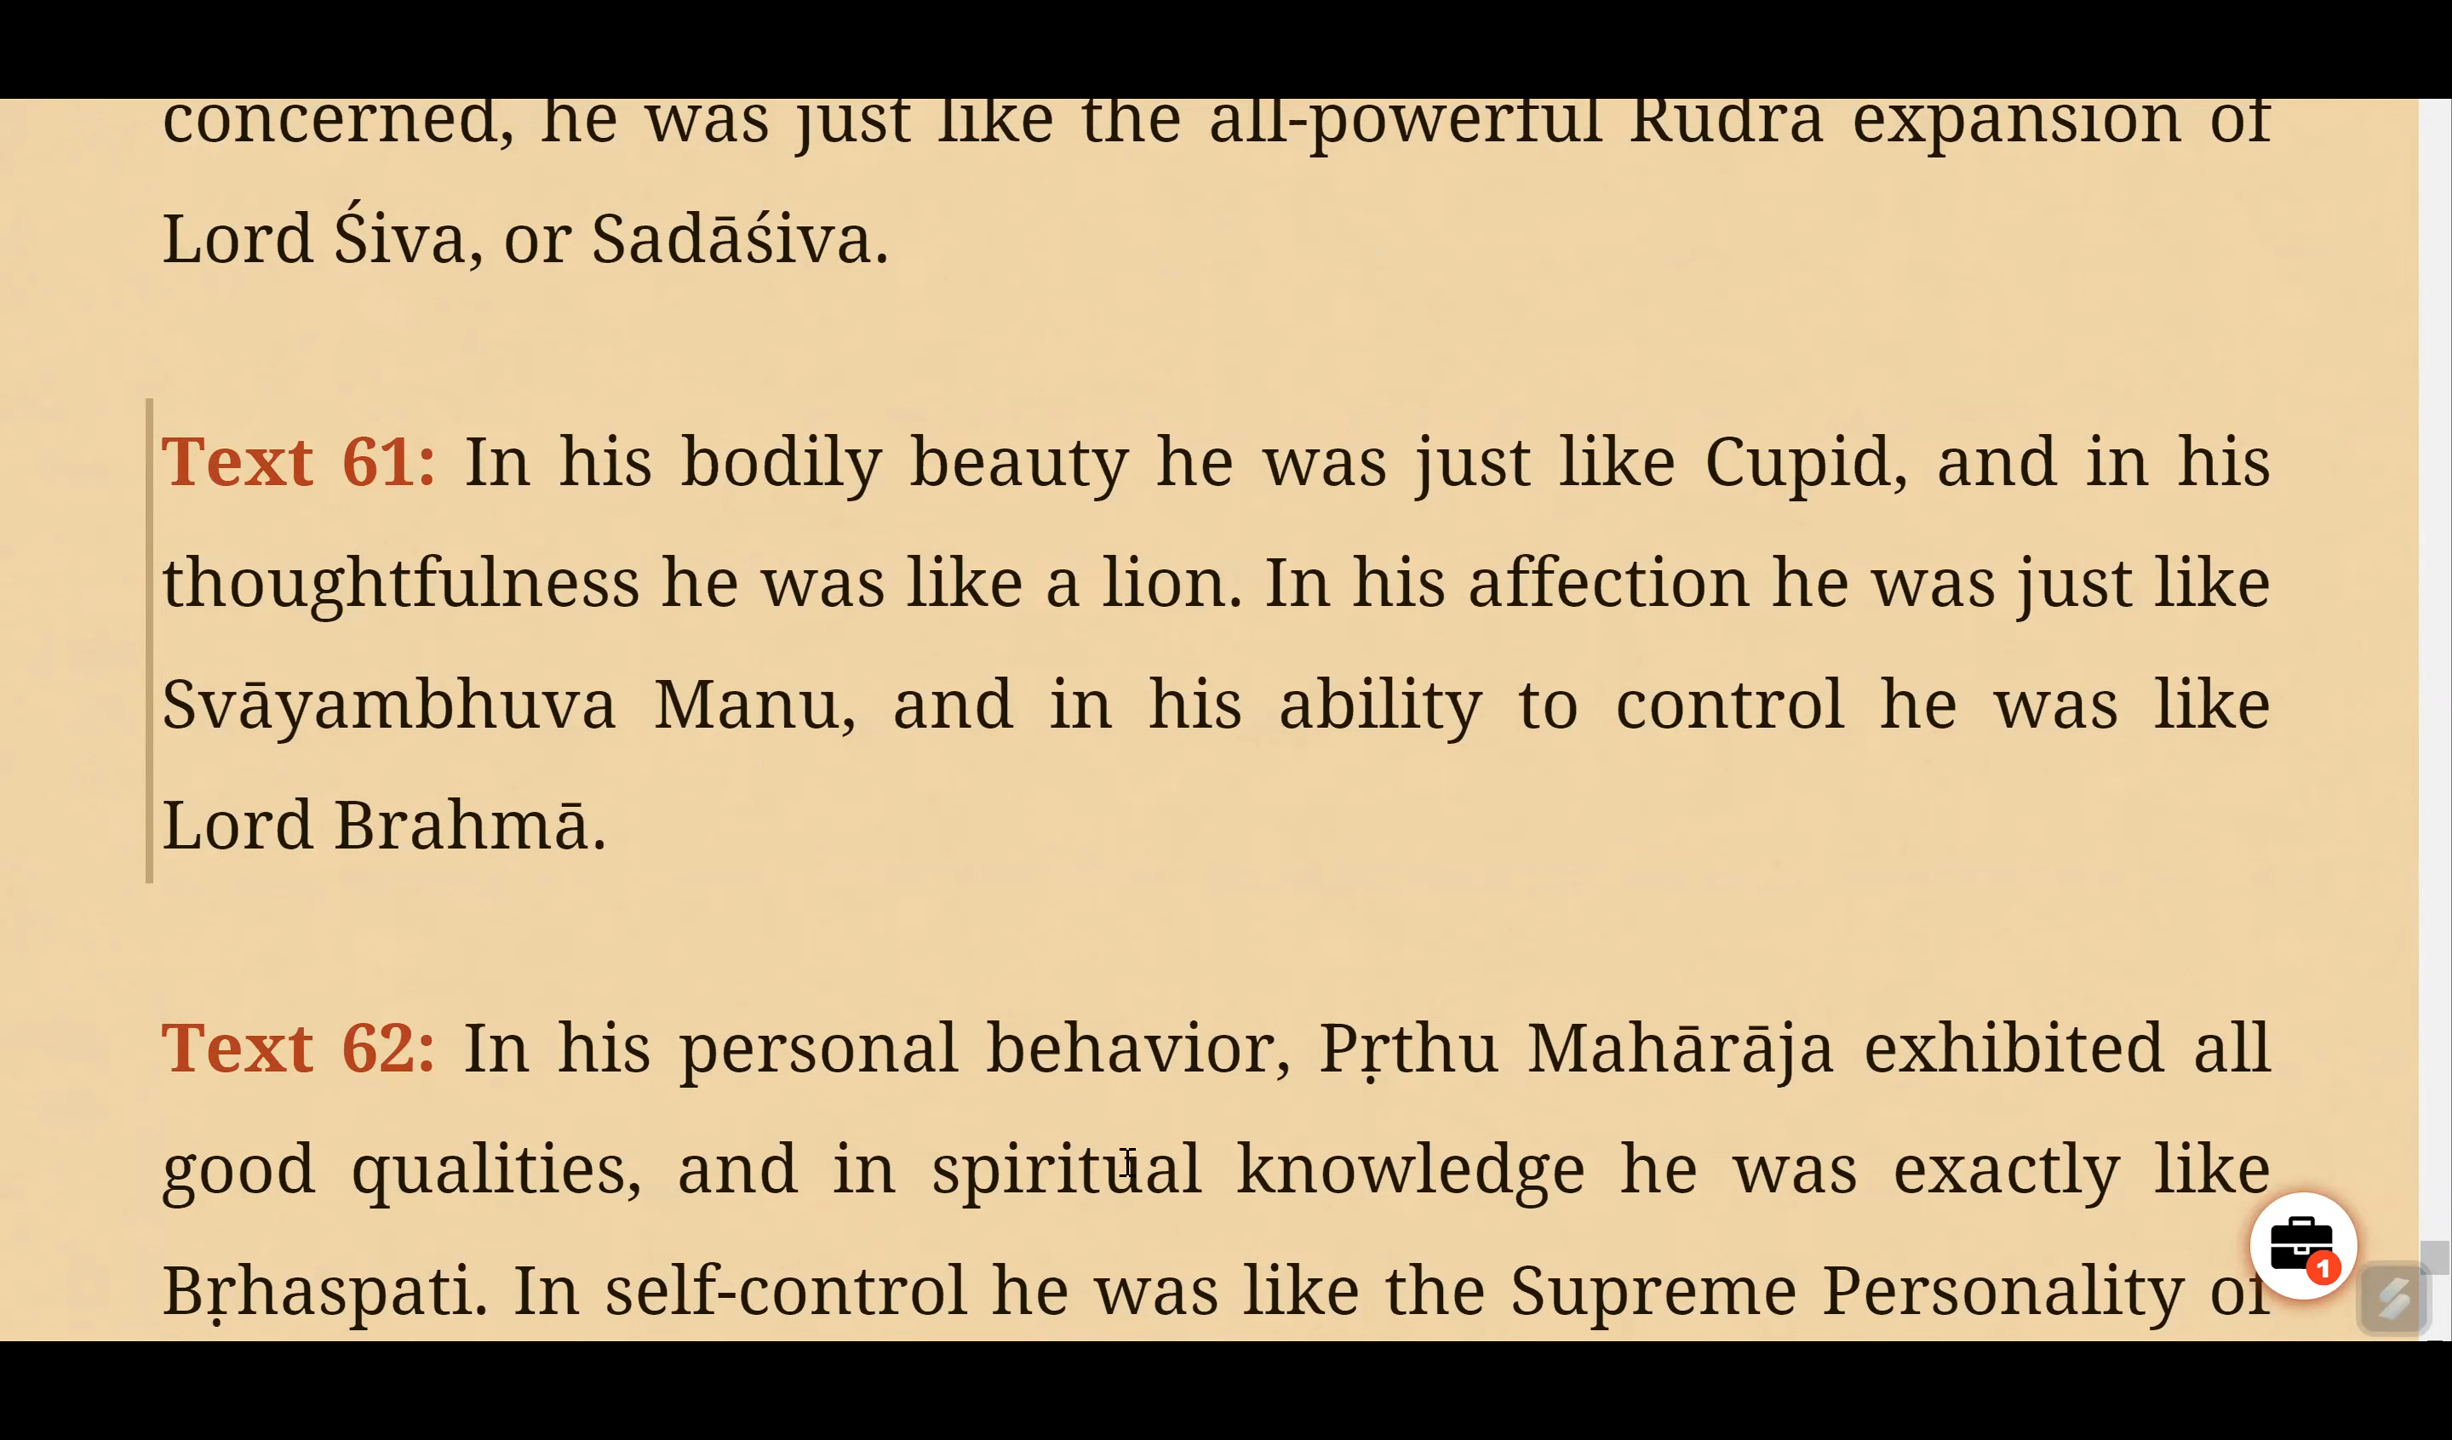 concerned, he was just like the all-powerful Rudra expansion of
Lord Śiva, or Sadāśiva.
Text 61: In his bodily beauty he was just like Cupid, and in his
thoughtfulness he was like a lion. In his affection he was just like
Svāyambhuva Manu, and in his ability to control he was like
Lord Brahmā.
Text 62: In his personal behavior, Pṛthu Mahārāja exhibited all
good qualities, and in spiritual knowledge he was exactly like
Bṛhaspati. In self-control he was like the Supreme Personality of
1